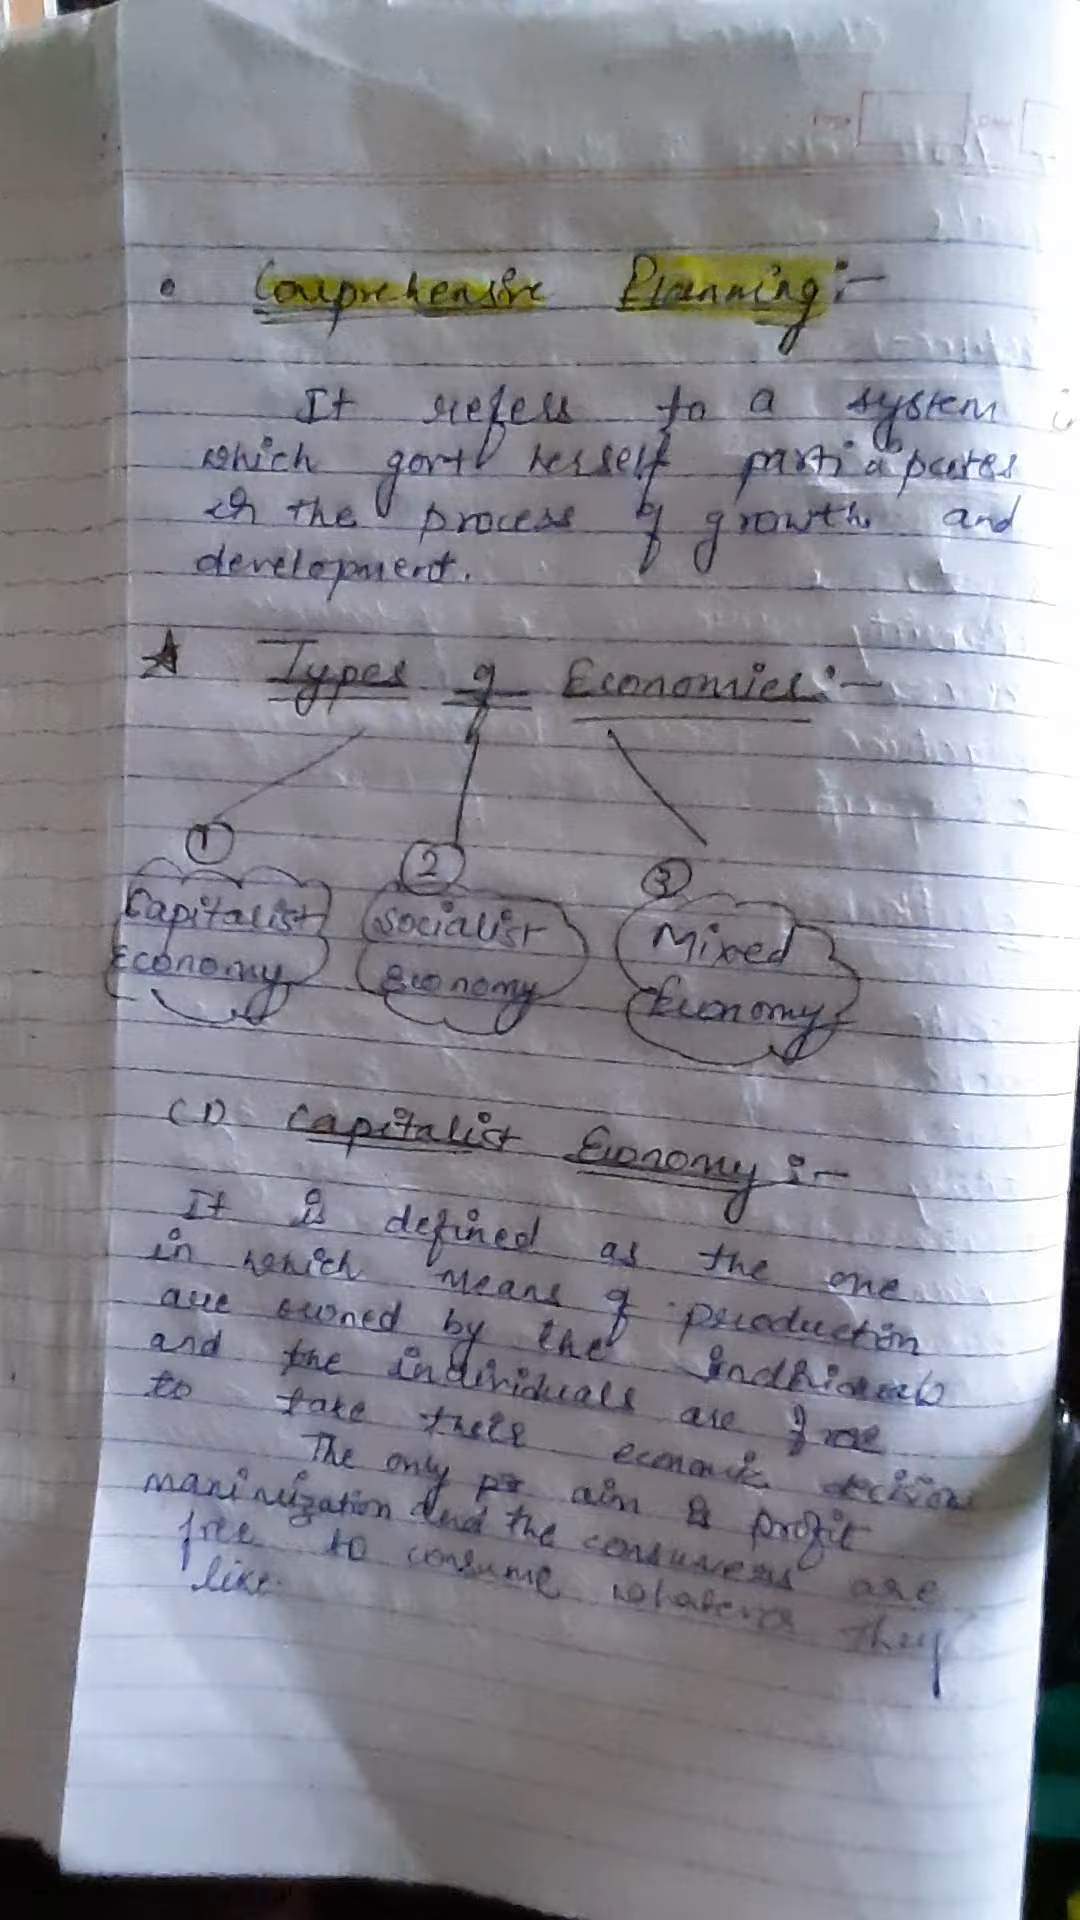 Comprehensive Planning:-
It refers to a system
which govt herself participates
in the process of growth and
development.
Types of Economies:-
1
2
3
Capitalist
Economy
Socialist
Economy
Mixed
Economy
(1) Capitalist Economy:-
It is defined as the one
in which means of production
are owned by the
and the individuals are free
to take their economic decision
The only aim is profit
and the consumers are
free to consume whatever they
like.